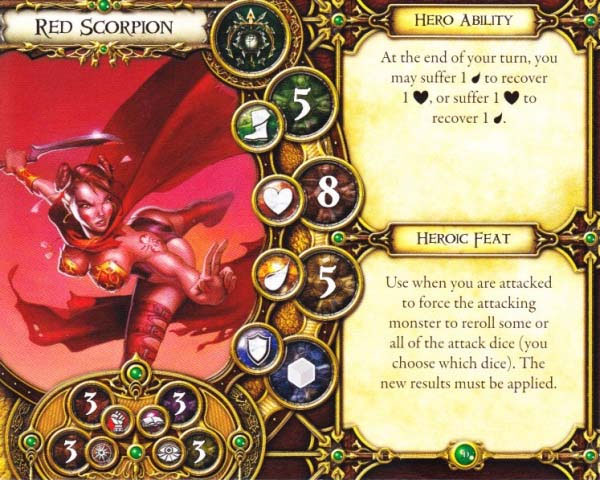 RED SCORPION
5
8
5
3 3
3 3
HERO ABILITY
At the end of your turn, you
may suffer 1 to recover
1 , or suffer 1 to
recover 1 .
HEROIC FEAT
Use when you are attacked
to force the attacking
monster to reroll some or
all of the attack dice (you
choose which dice). The
new results must be applied.